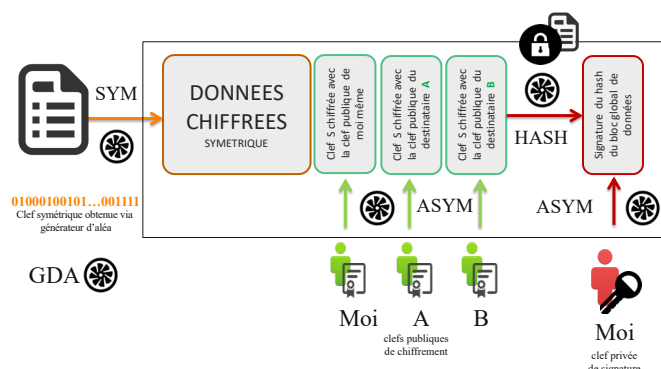 SYM
01000100101…001111
Clef symétrique obtenue via
générateur d'aléa
GDA
DONNEES
CHIFFREES
SYMETRIQUE
Clef S chiffrée avec
la clef publique de
moi même
Clef S chiffrée avec
la clef publique du
destinataire A
Clef S chiffrée avec
la clef publique du
destinataire B
HASH
Signature du hash
du bloc global de
données
ASYM
ASYM
Moi
A
B
clefs publiques
de chiffrement
Moi
clef privée
de signature